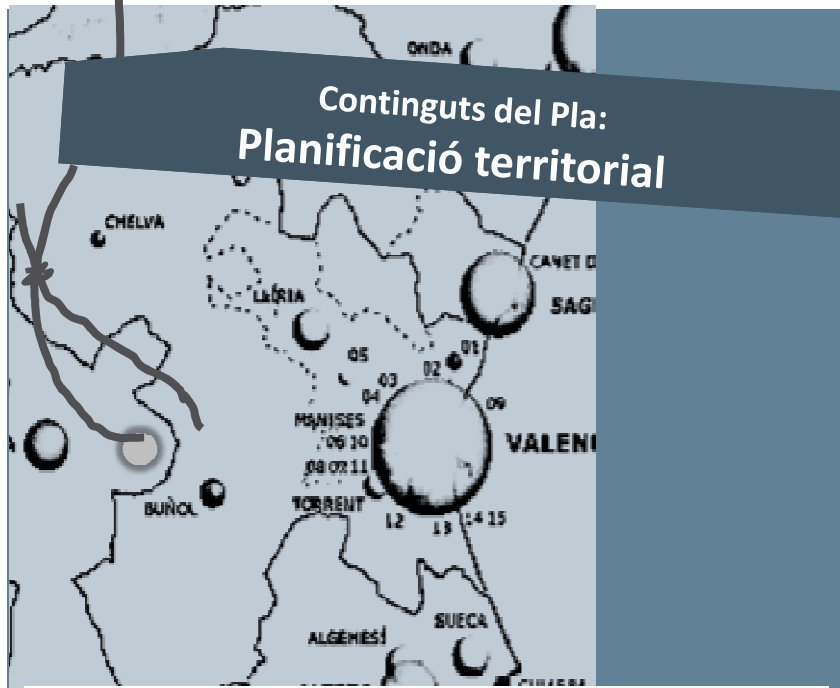 ONDA
Continguts del Pla:
Planificació territorial
CHELVA
CANET D
LLÍRIA
SAG
01
05
02
03
04
09
MANISES
VALEN
06 10
08 07 11
BUÑOL
TORRENT
12
13
14 15
SUECA
ALGEMESÍ